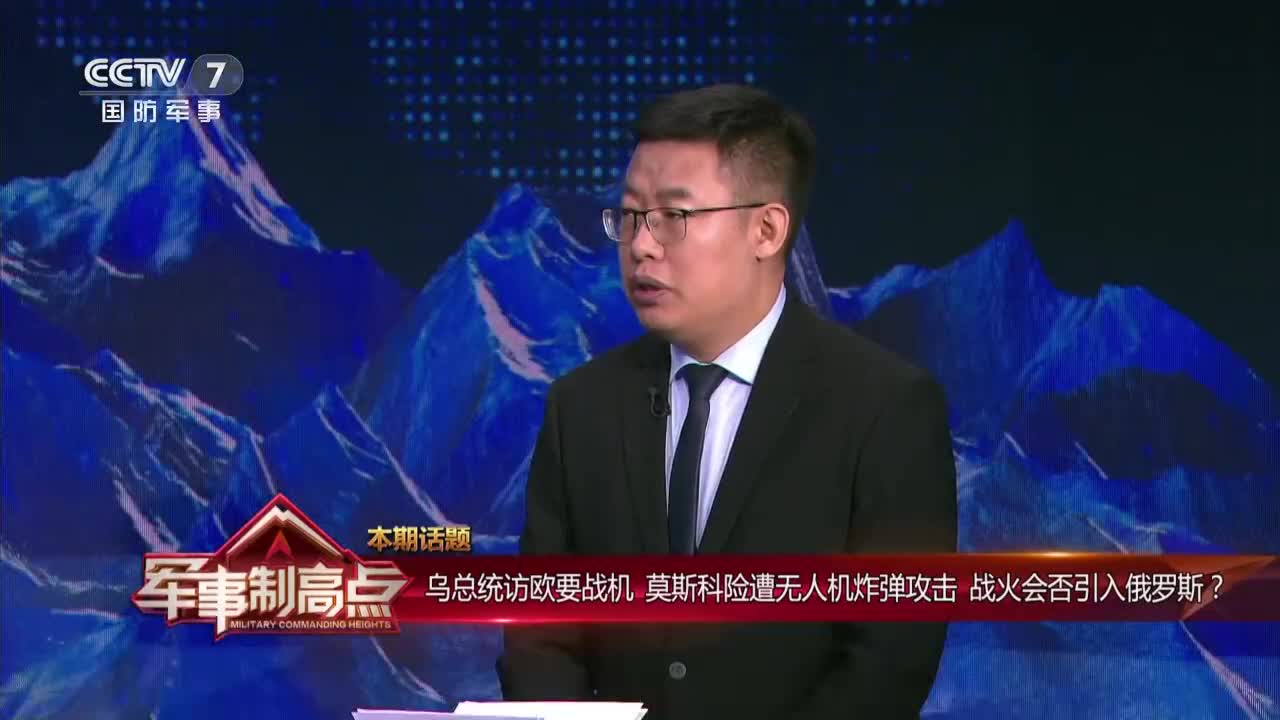 CCTV 7
国防军事
本期话题
军事制高点
MILITARY COMMANDING HEIGHTS
乌总统访欧要战机 莫斯科险遭无人机炸弹攻击 战火会否引入俄罗斯？